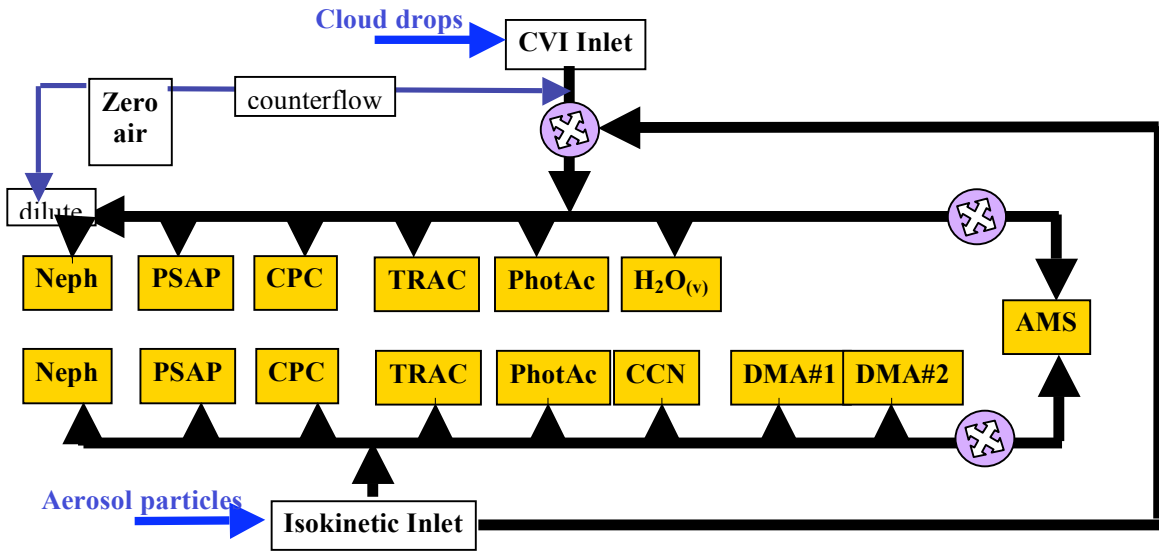 Cloud drops
CVI Inlet
Zero
air
counterflow
dilute
Neph PSAP CPC TRAC PhotAc H₂O₍ᵥ₎
AMS
Neph PSAP CPC TRAC PhotAc CCN DMA#1 DMA#2
Aerosol particles
Isokinetic Inlet